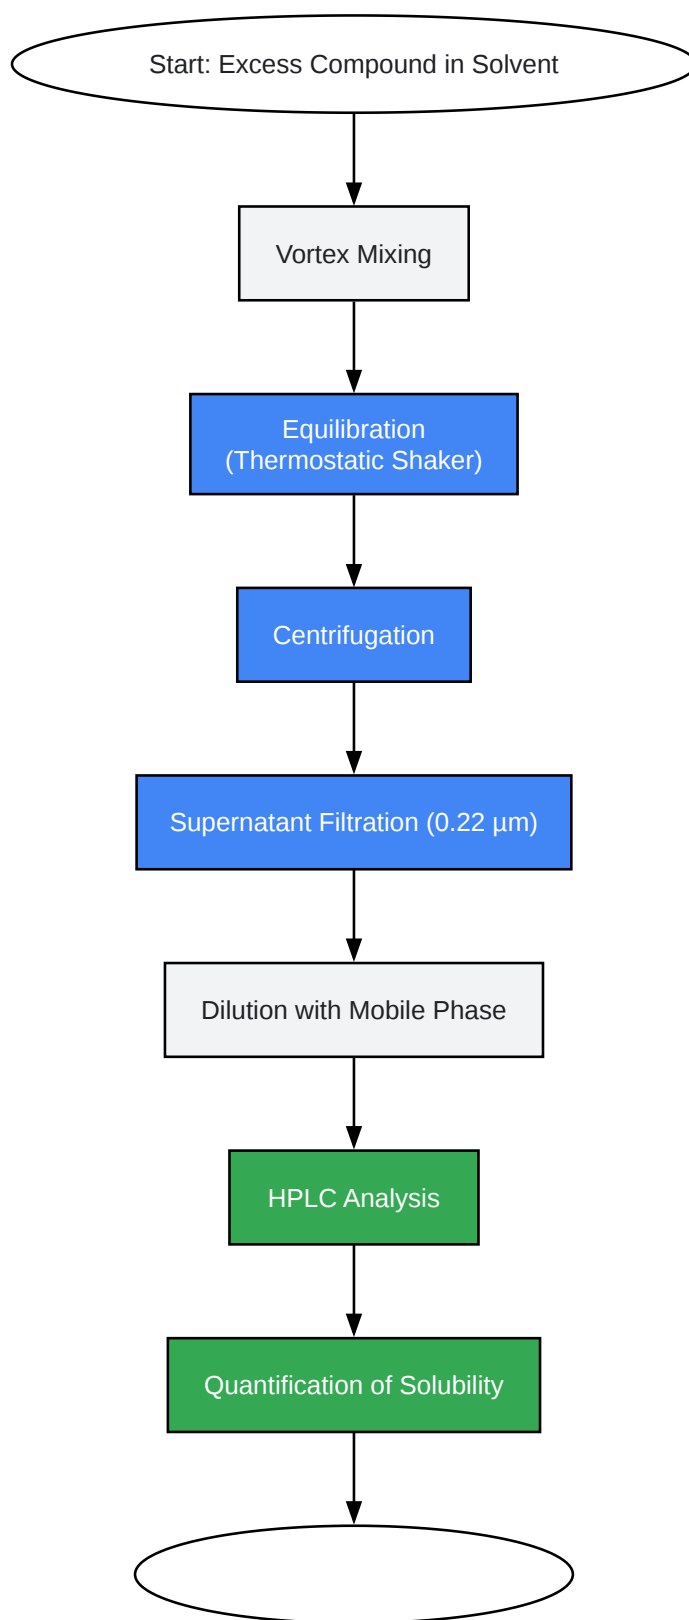 Start: Excess Compound in Solvent
Vortex Mixing
Equilibration
(Thermostatic Shaker)
Centrifugation
Supernatant Filtration (0.22 µm)
Dilution with Mobile Phase
HPLC Analysis
Quantification of Solubility